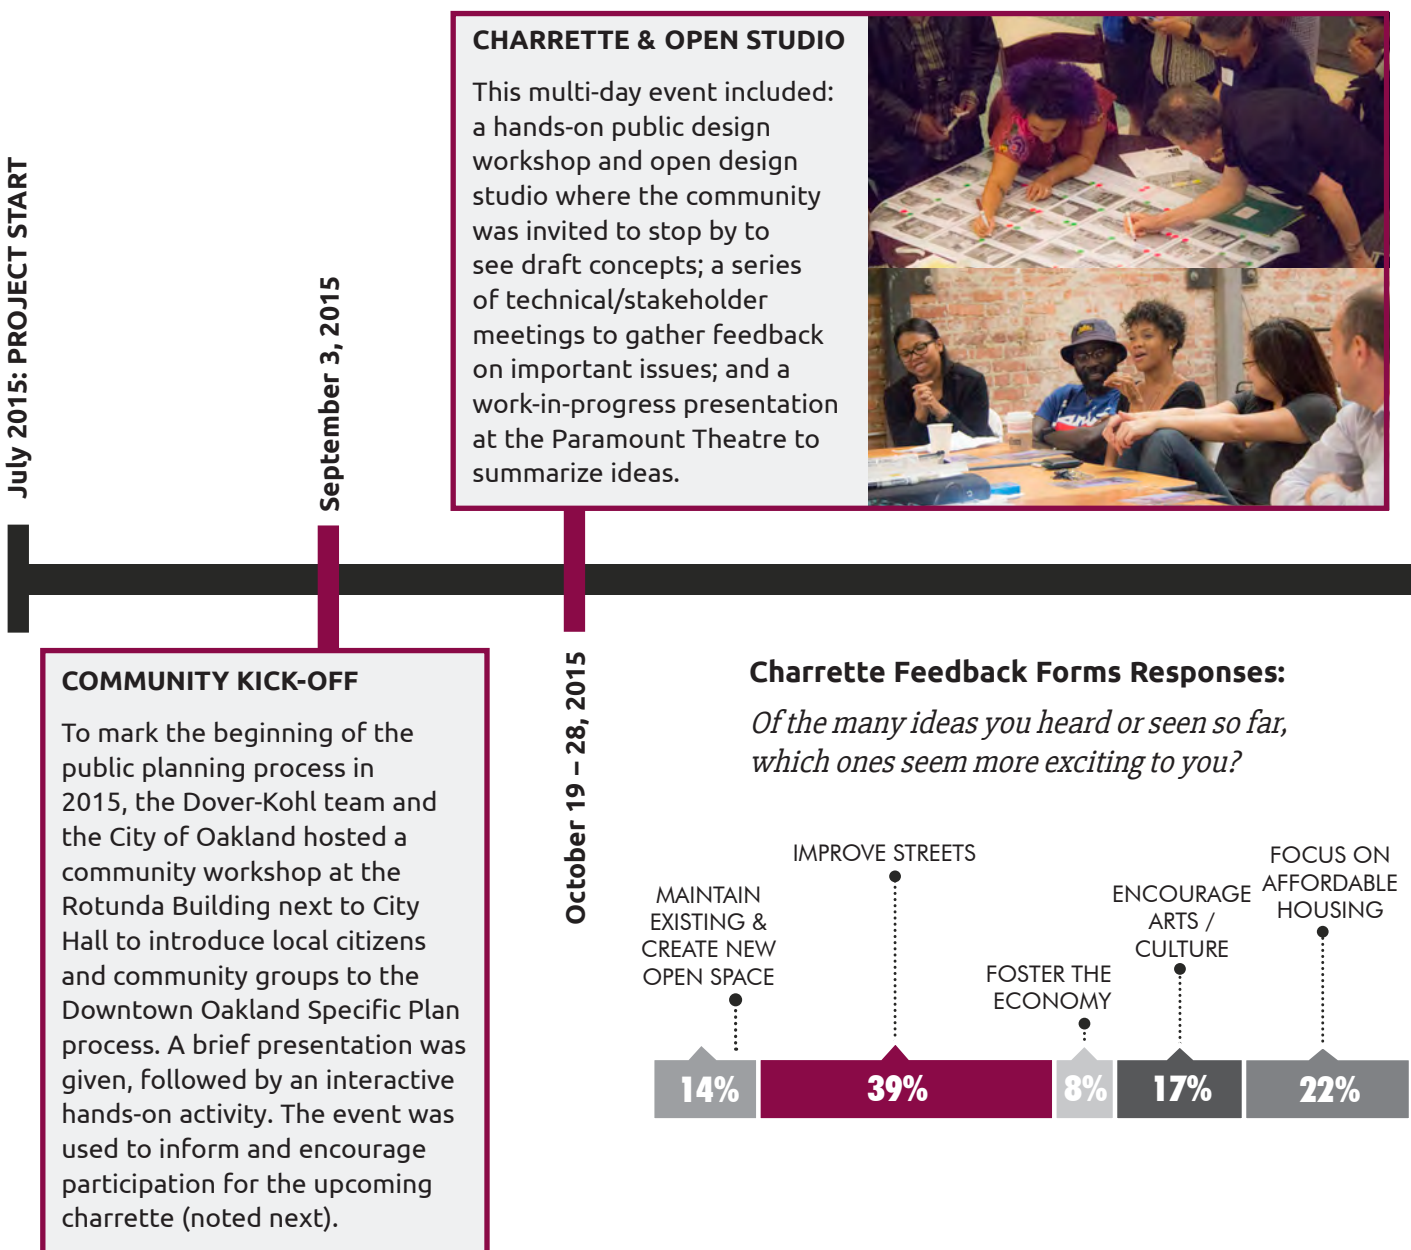 July 2015: PROJECT START
September 3, 2015
CHARRETTE & OPEN STUDIO
This multi-day event included:
a hands-on public design
workshop and open design
studio where the community
was invited to stop by to
see draft concepts; a series
of technical/stakeholder
meetings to gather feedback
on important issues; and a
work-in-progress presentation
at the Paramount Theatre to
summarize ideas.
COMMUNITY KICK-OFF
To mark the beginning of the
public planning process in
2015, the Dover-Kohl team and
the City of Oakland hosted a
community workshop at the
Rotunda Building next to City
Hall to introduce local citizens
and community groups to the
Downtown Oakland Specific Plan
process. A brief presentation was
given, followed by an interactive
hands-on activity. The event was
used to inform and encourage
participation for the upcoming
charrette (noted next).
October 19 – 28, 2015
Charrette Feedback Forms Responses:
Of the many ideas you heard or seen so far,
which ones seem more exciting to you?
MAINTAIN
EXISTING &
CREATE NEW
OPEN SPACE
IMPROVE STREETS
FOSTER THE
ECONOMY
ENCOURAGE
ARTS /
CULTURE
FOCUS ON
AFFORDABLE
HOUSING
14%
39%
8%
17%
22%